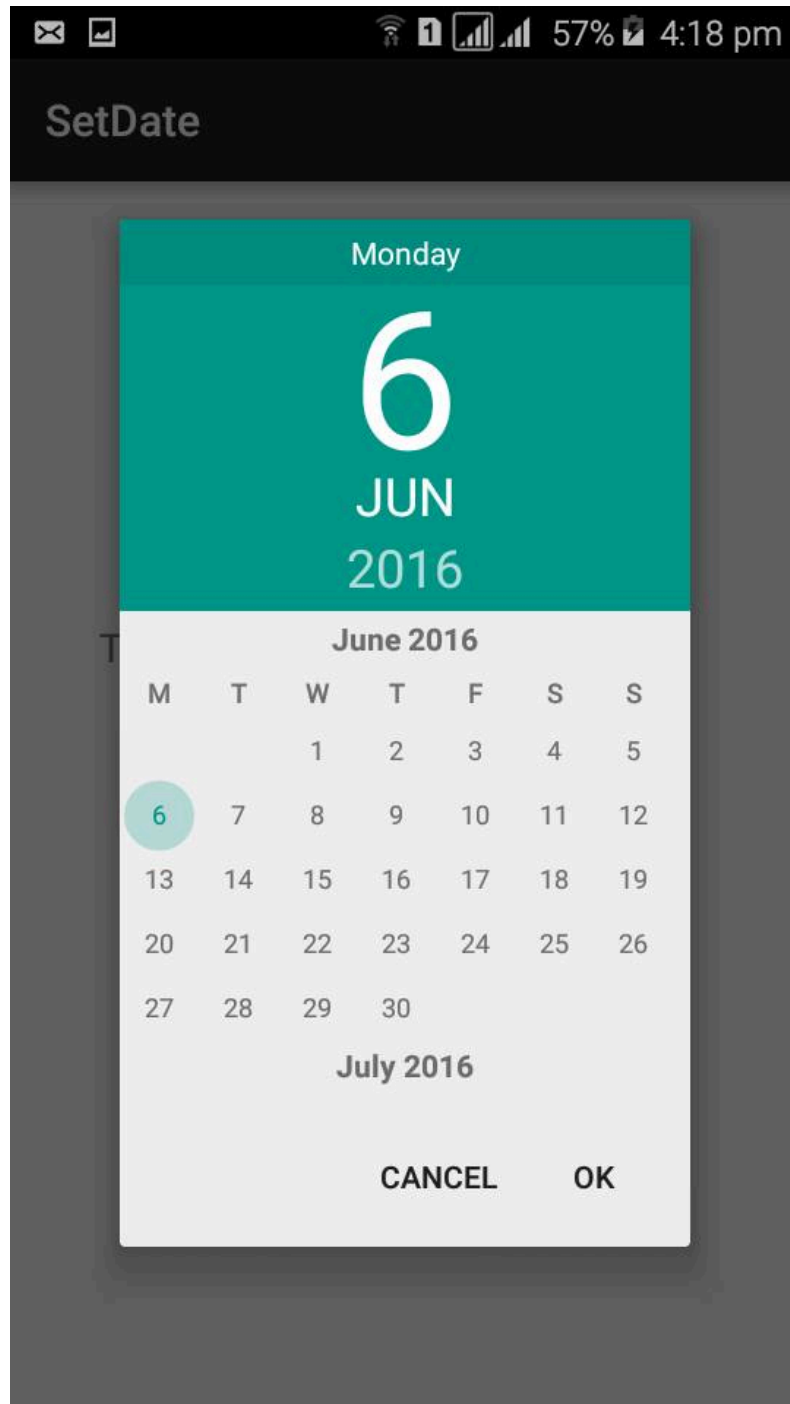 1 57% 4:18 pm
SetDate
Monday
6
JUN
2016
T
June 2016
M T W T F S S
1 2 3 4 5
6 7 8 9 10 11 12
13 14 15 16 17 18 19
20 21 22 23 24 25 26
27 28 29 30
July 2016
CANCEL OK